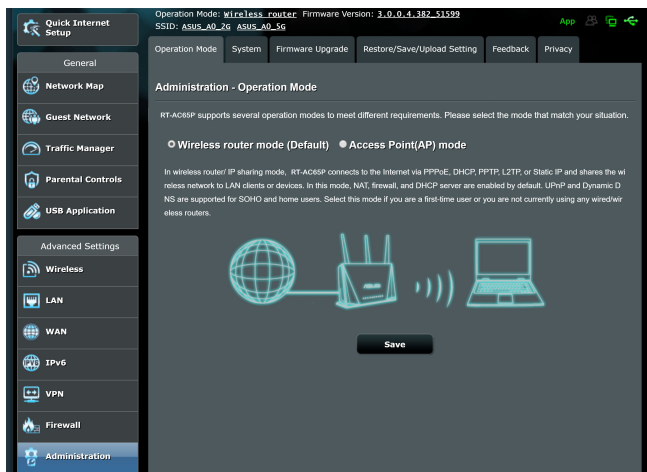 Quick Internet
Setup
Operation Mode: Wireless router Firmware Version: 3.0.0.4.382_51599
SSID: ASUS_A0_2G ASUS_A0_5G
App
Operation Mode System Firmware Upgrade Restore/Save/Upload Setting Feedback Privacy
General
Network Map
Guest Network
Traffic Manager
Parental Controls
USB Application
Advanced Settings
Wireless
LAN
WAN
IPv6
VPN
Firewall
Administration
Administration - Operation Mode
RT-AC65P supports several operation modes to meet different requirements. Please select the mode that match your situation.
Wireless router mode (Default) Access Point(AP) mode
In wireless router/ IP sharing mode, RT-AC65P connects to the Internet via PPPoE, DHCP, PPTP, L2TP, or Static IP and shares the wi
reless network to LAN clients or devices. In this mode, NAT, firewall, and DHCP server are enabled by default. UPnP and Dynamic D
NS are supported for SOHO and home users. Select this mode if you are a first-time user or you are not currently using any wired/wir
eless routers.
ASUS
Save